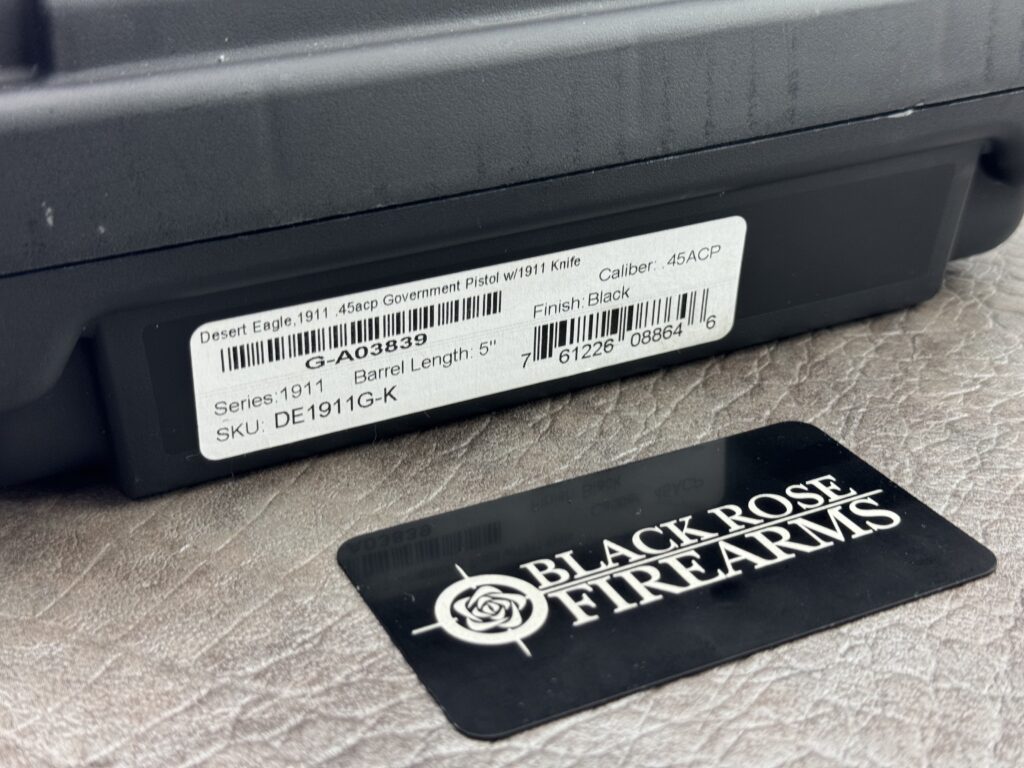 Desert Eagle,1911 .45acp Government Pistol w/1911 Knife
G-A03839
Caliber: .45ACP
Finish: Black
Series:1911 Barrel Length: 5"
SKU: DE1911G-K
7 61226 08864 6
BLACK ROSE
FIREARMS